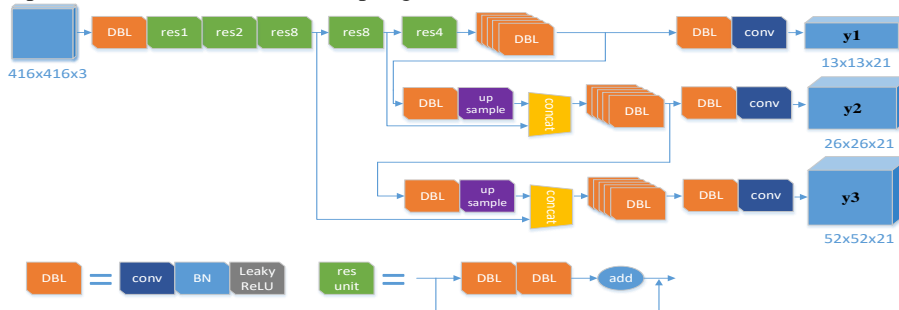 DBL res1 res2 res8 res8 res4 DBL DBL conv y1
416x416x3
13x13x21
DBL up sample concat DBL DBL conv y2
26x26x21
DBL up sample concat DBL DBL conv y3
52x52x21
DBL = conv BN Leaky ReLU res unit = DBL DBL add